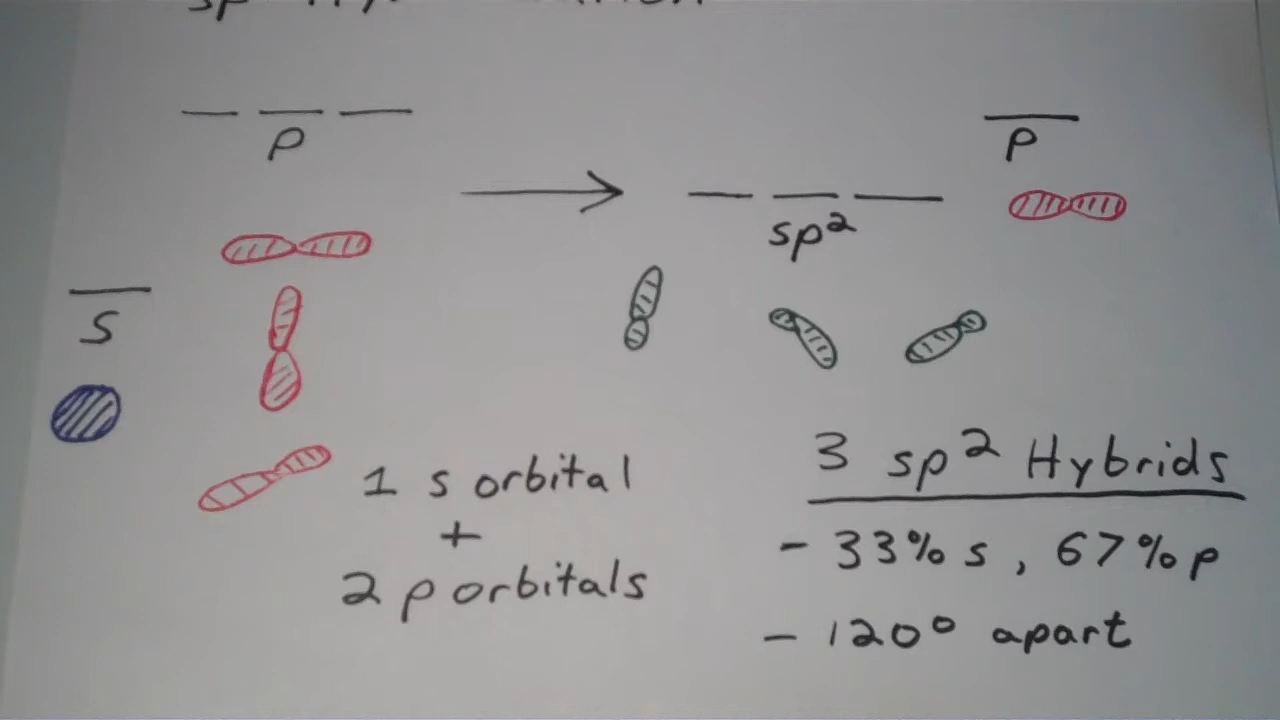 p
p
sp²
s
1 s orbital
+
2 p orbitals
3 sp² Hybrids
- 33% s, 67% p
- 120° apart